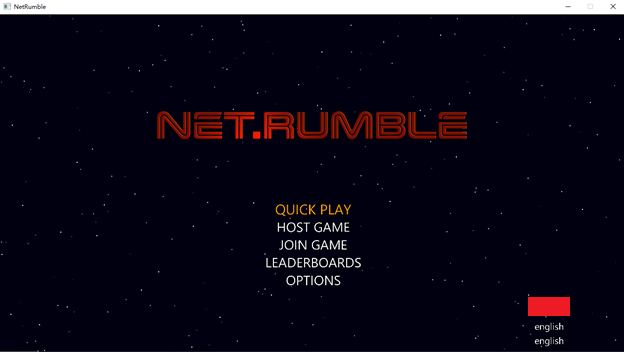 NetRumble
NET.RUMBLE
QUICK PLAY
HOST GAME
JOIN GAME
LEADERBOARDS
OPTIONS
english
english